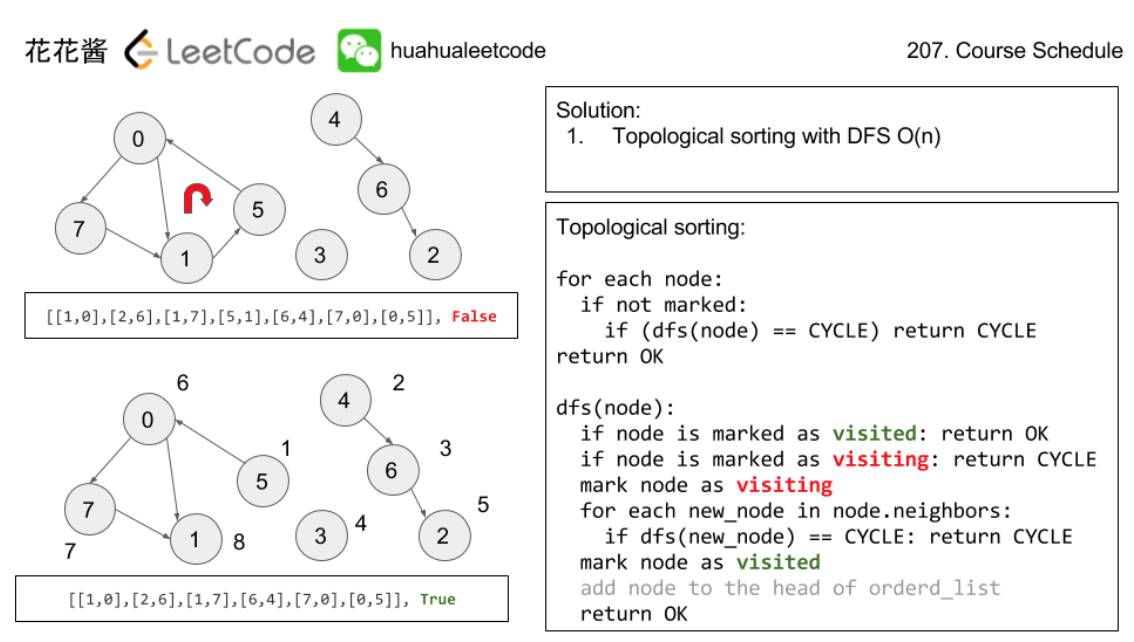 花花酱 LeetCode huahualeetcode
207. Course Schedule
0
4
6
7
5
1
3
2
[[1,0],[2,6],[1,7],[5,1],[6,4],[7,0],[0,5]], False
6
2
4
0
1
3
6
5
5
7
3
4
1
8
2
7
[[1,0],[2,6],[1,7],[6,4],[7,0],[0,5]], True
Solution:
1. Topological sorting with DFS O(n)
Topological sorting:
for each node:
if not marked:
if (dfs(node) == CYCLE) return CYCLE
return OK
dfs(node):
if node is marked as visited: return OK
if node is marked as visiting: return CYCLE
mark node as visiting
for each new_node in node.neighbors:
if dfs(new_node) == CYCLE: return CYCLE
mark node as visited
add node to the head of orderd_list
return OK